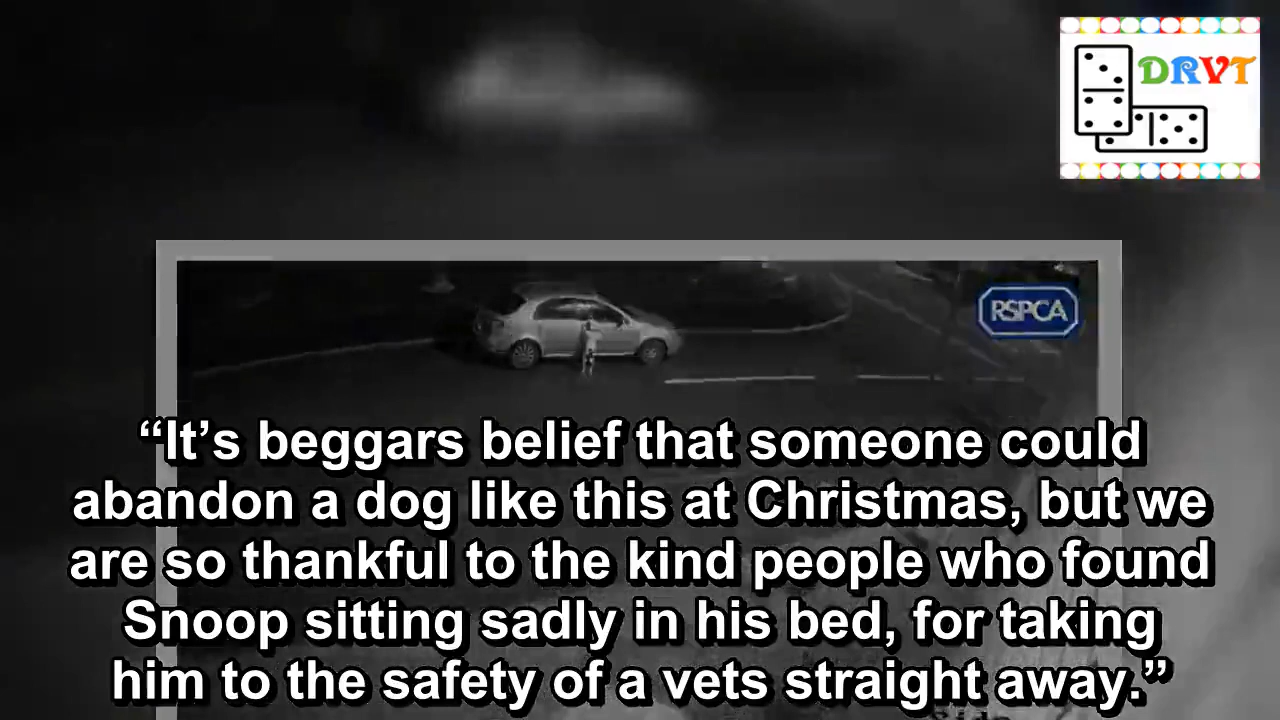 DRVT
RSPCA
“It’s beggars belief that someone could
abandon a dog like this at Christmas, but we
are so thankful to the kind people who found
Snoop sitting sadly in his bed, for taking
him to the safety of a vets straight away.”